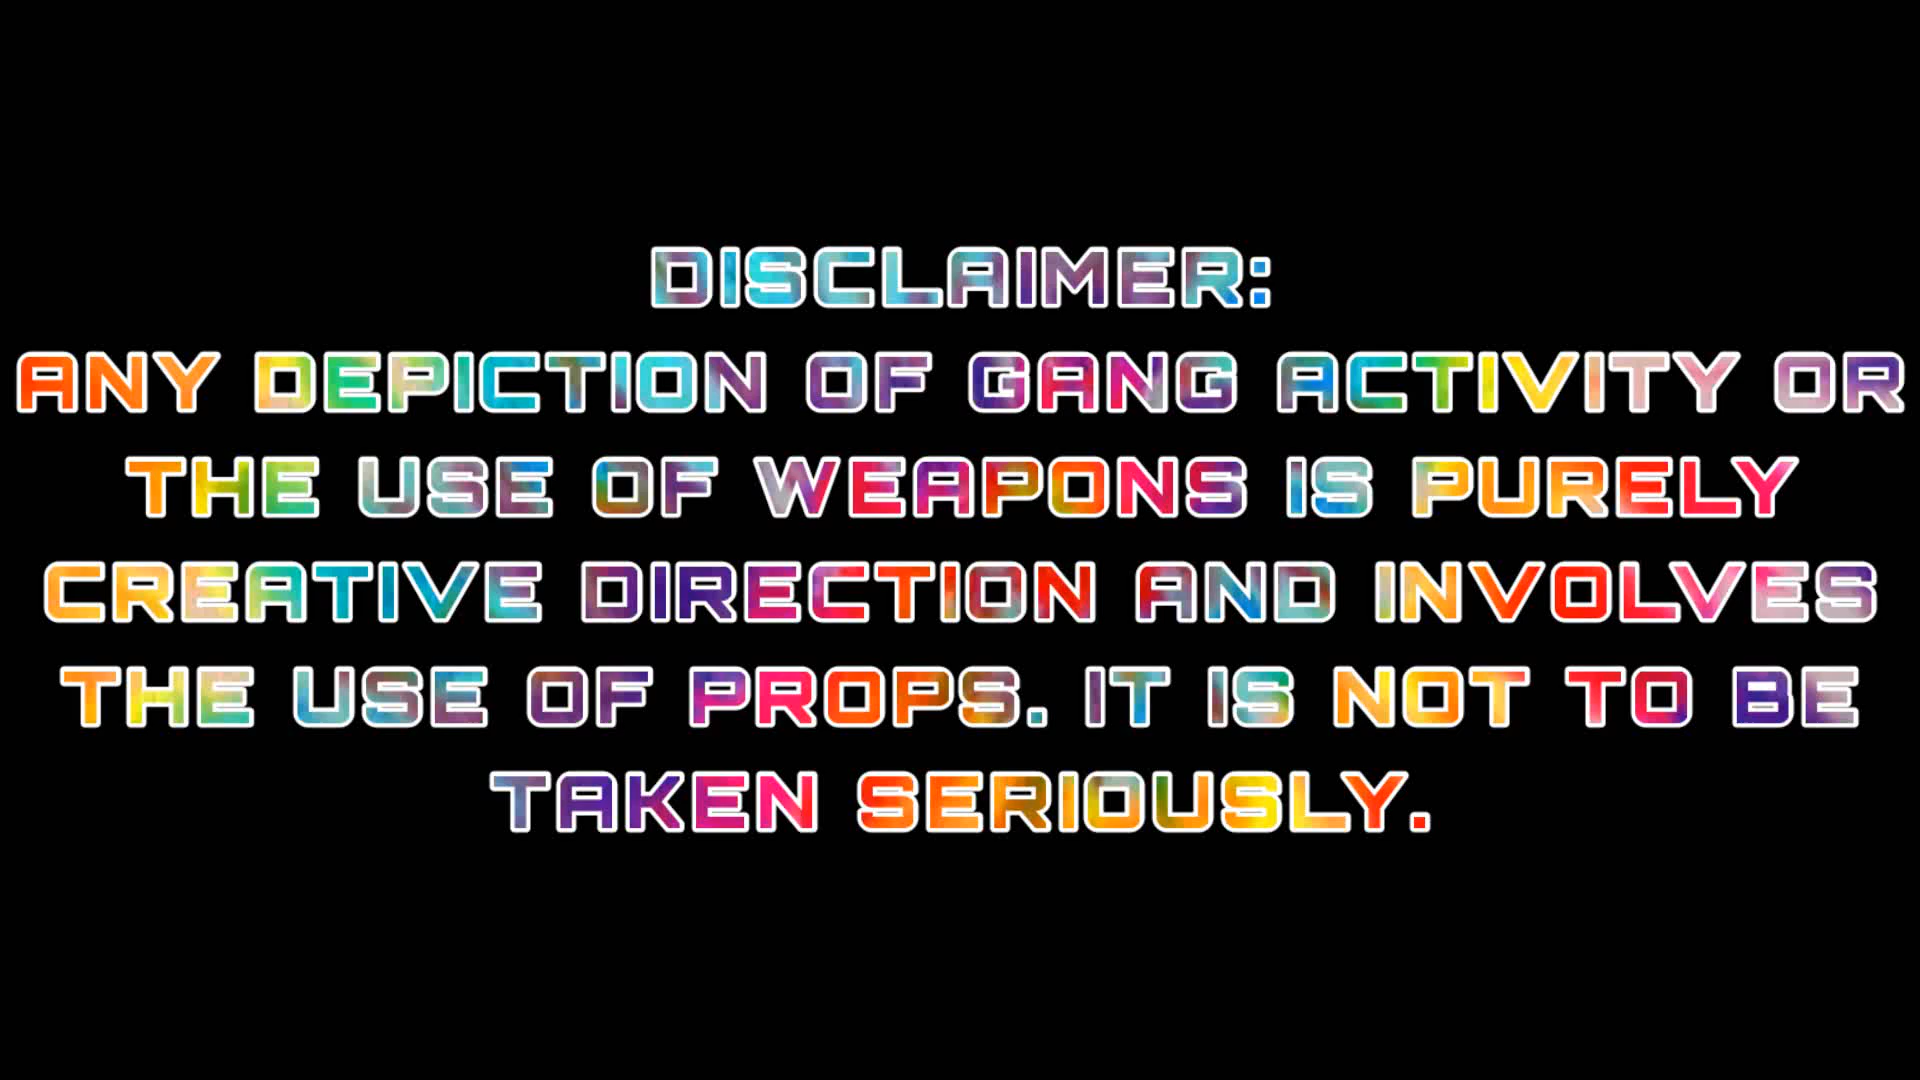 DISCLAIMER:
ANY DEPICTION OF GANG ACTIVITY OR
THE USE OF WEAPONS IS PURELY
CREATIVE DIRECTION AND INVOLVES
THE USE OF PROPS. IT IS NOT TO BE
TAKEN SERIOUSLY.